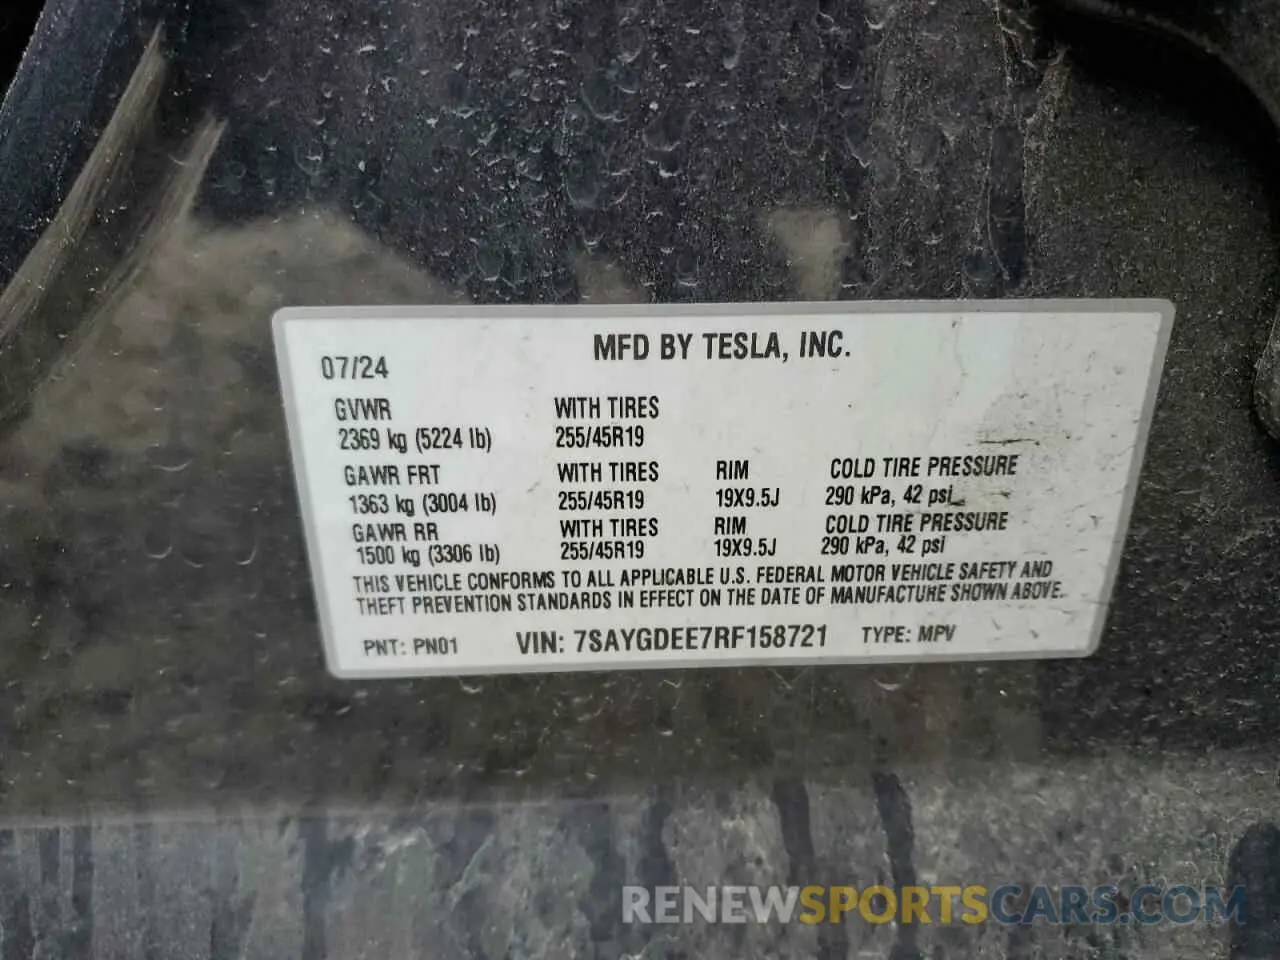 07/24
MFD BY TESLA, INC.
GVWR WITH TIRES
2369 kg (5224 lb) 255/45R19
GAWR FRT WITH TIRES RIM COLD TIRE PRESSURE
1363 kg (3004 lb) 255/45R19 19X9.5J 290 kPa, 42 psi
GAWR RR WITH TIRES RIM COLD TIRE PRESSURE
1500 kg (3306 lb) 255/45R19 19X9.5J 290 kPa, 42 psi
THIS VEHICLE CONFORMS TO ALL APPLICABLE U.S. FEDERAL MOTOR VEHICLE SAFETY AND
THEFT PREVENTION STANDARDS IN EFFECT ON THE DATE OF MANUFACTURE SHOWN ABOVE.
PNT: PN01 VIN: 7SAYGDEE7RF158721 TYPE: MPV
RENEWSPORTSCARS.COM